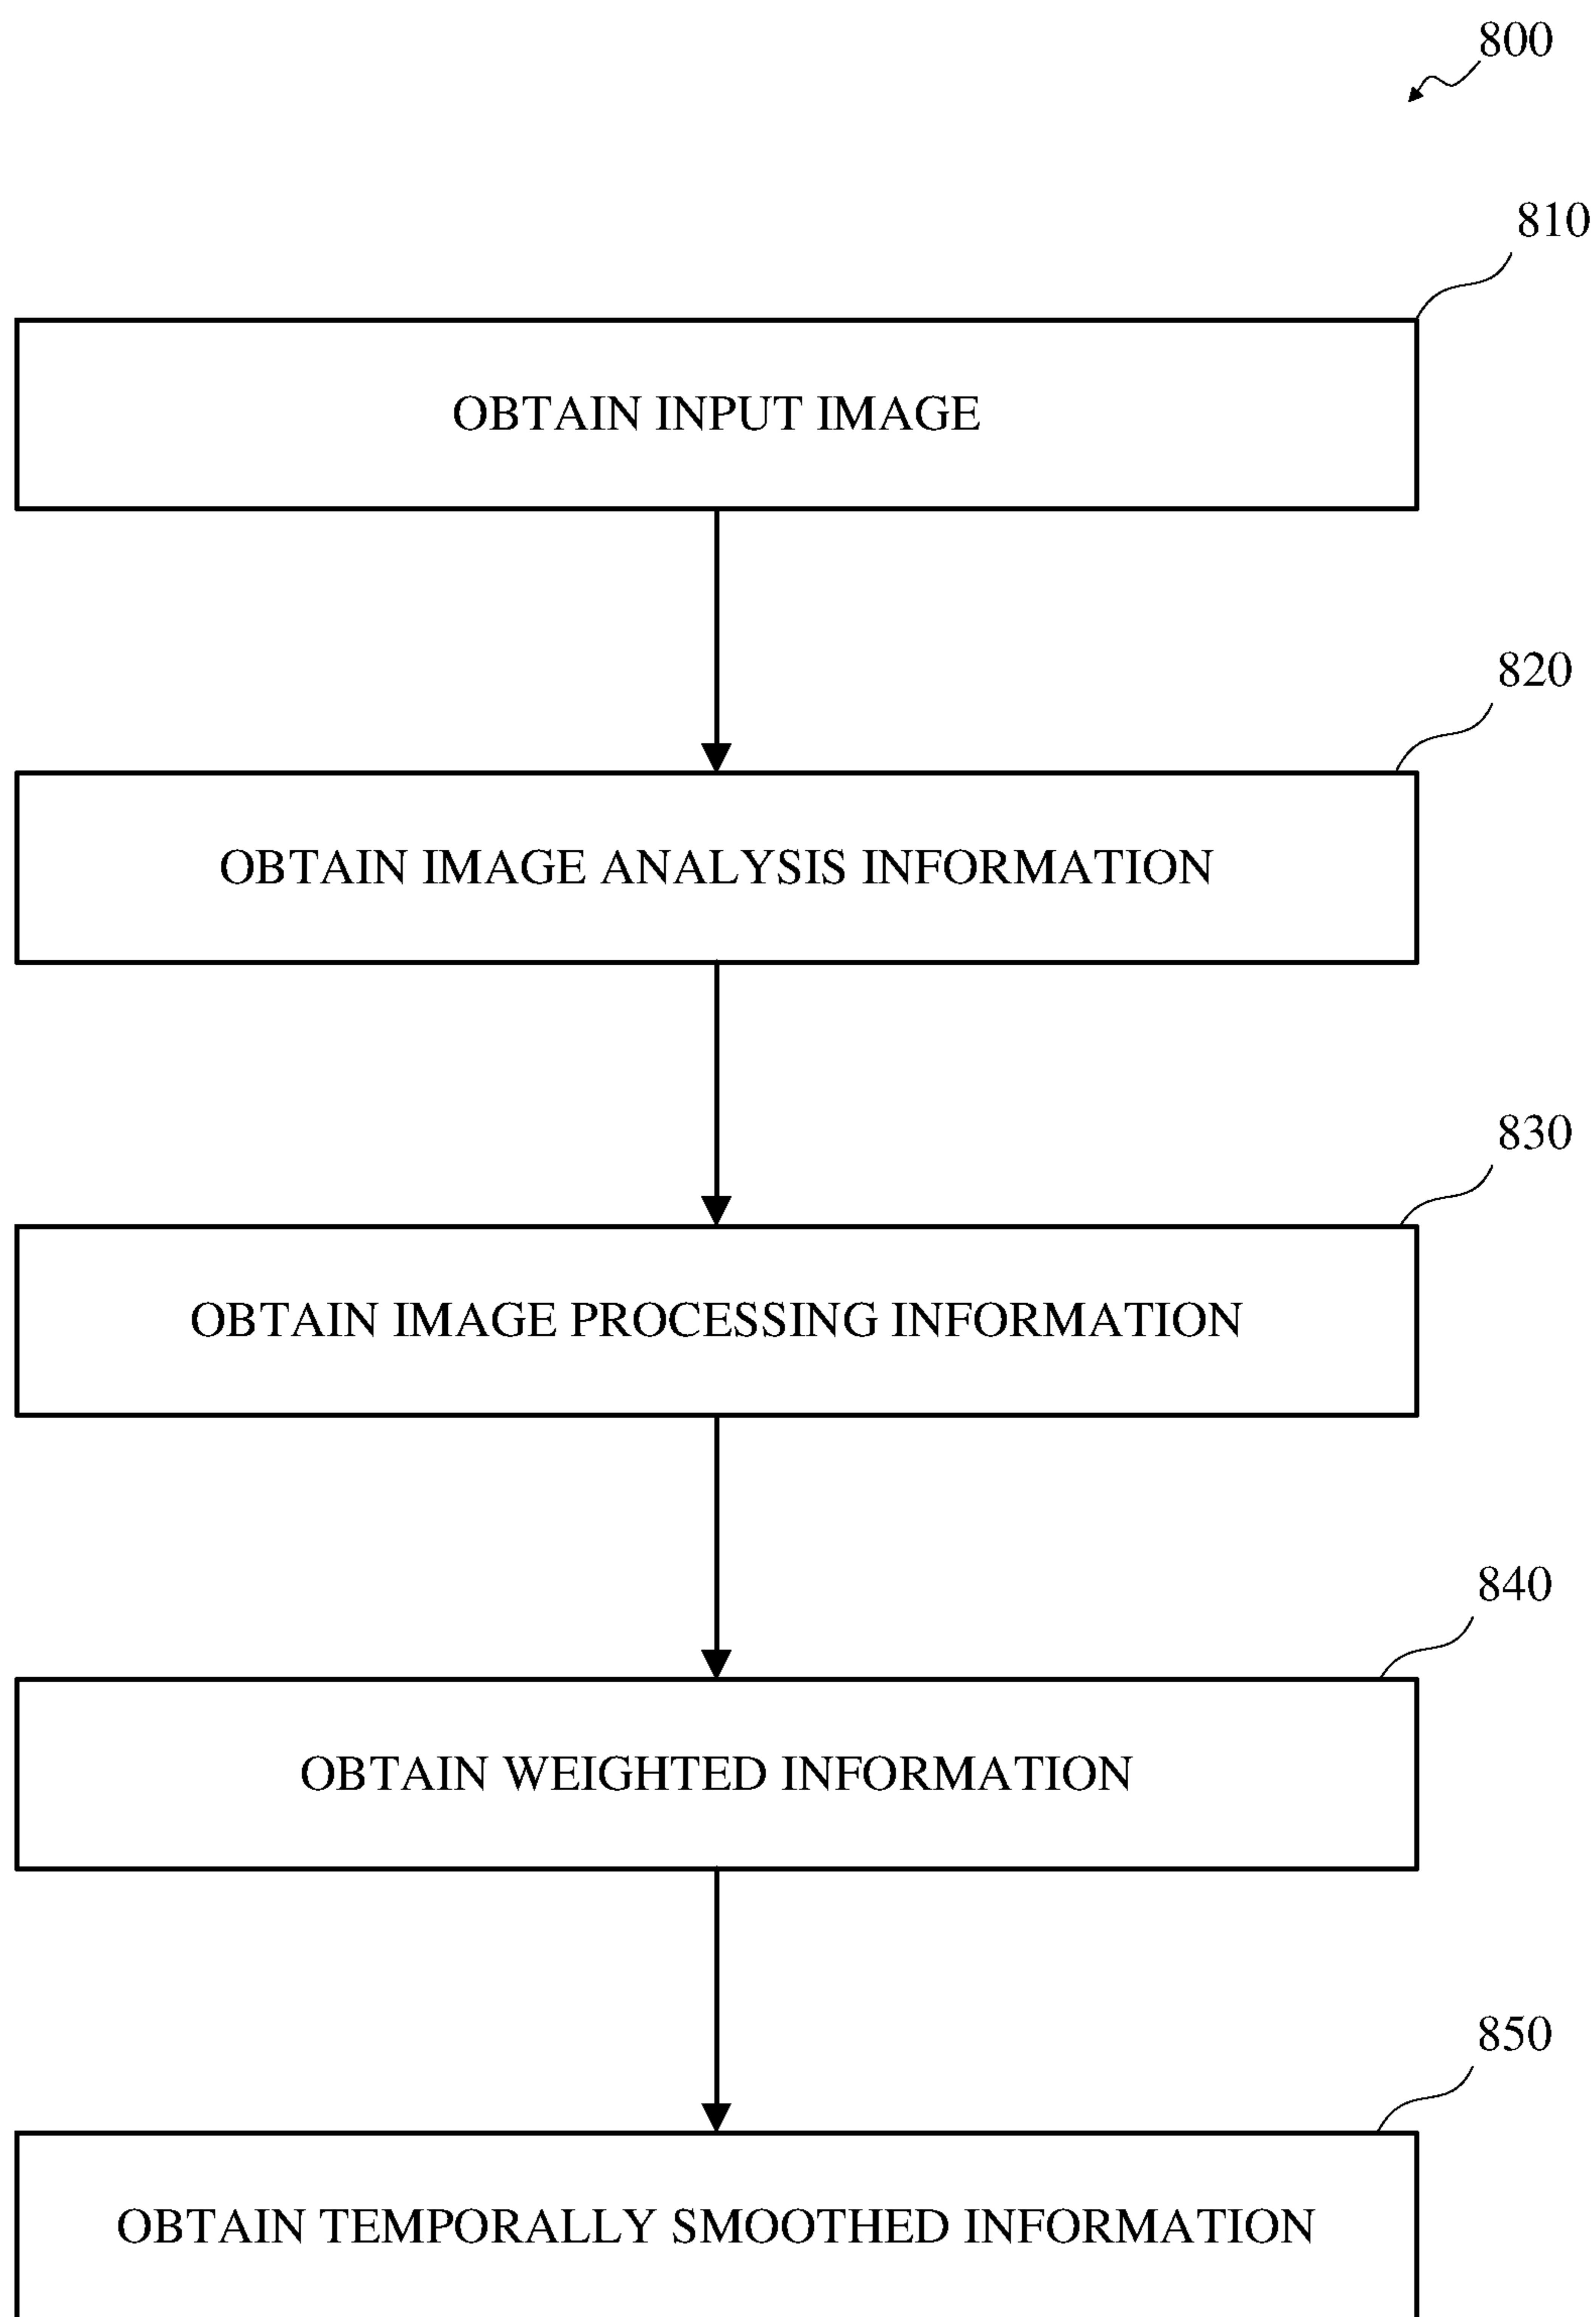 800
810
OBTAIN INPUT IMAGE
820
OBTAIN IMAGE ANALYSIS INFORMATION
830
OBTAIN IMAGE PROCESSING INFORMATION
840
OBTAIN WEIGHTED INFORMATION
850
OBTAIN TEMPORALLY SMOOTHED INFORMATION